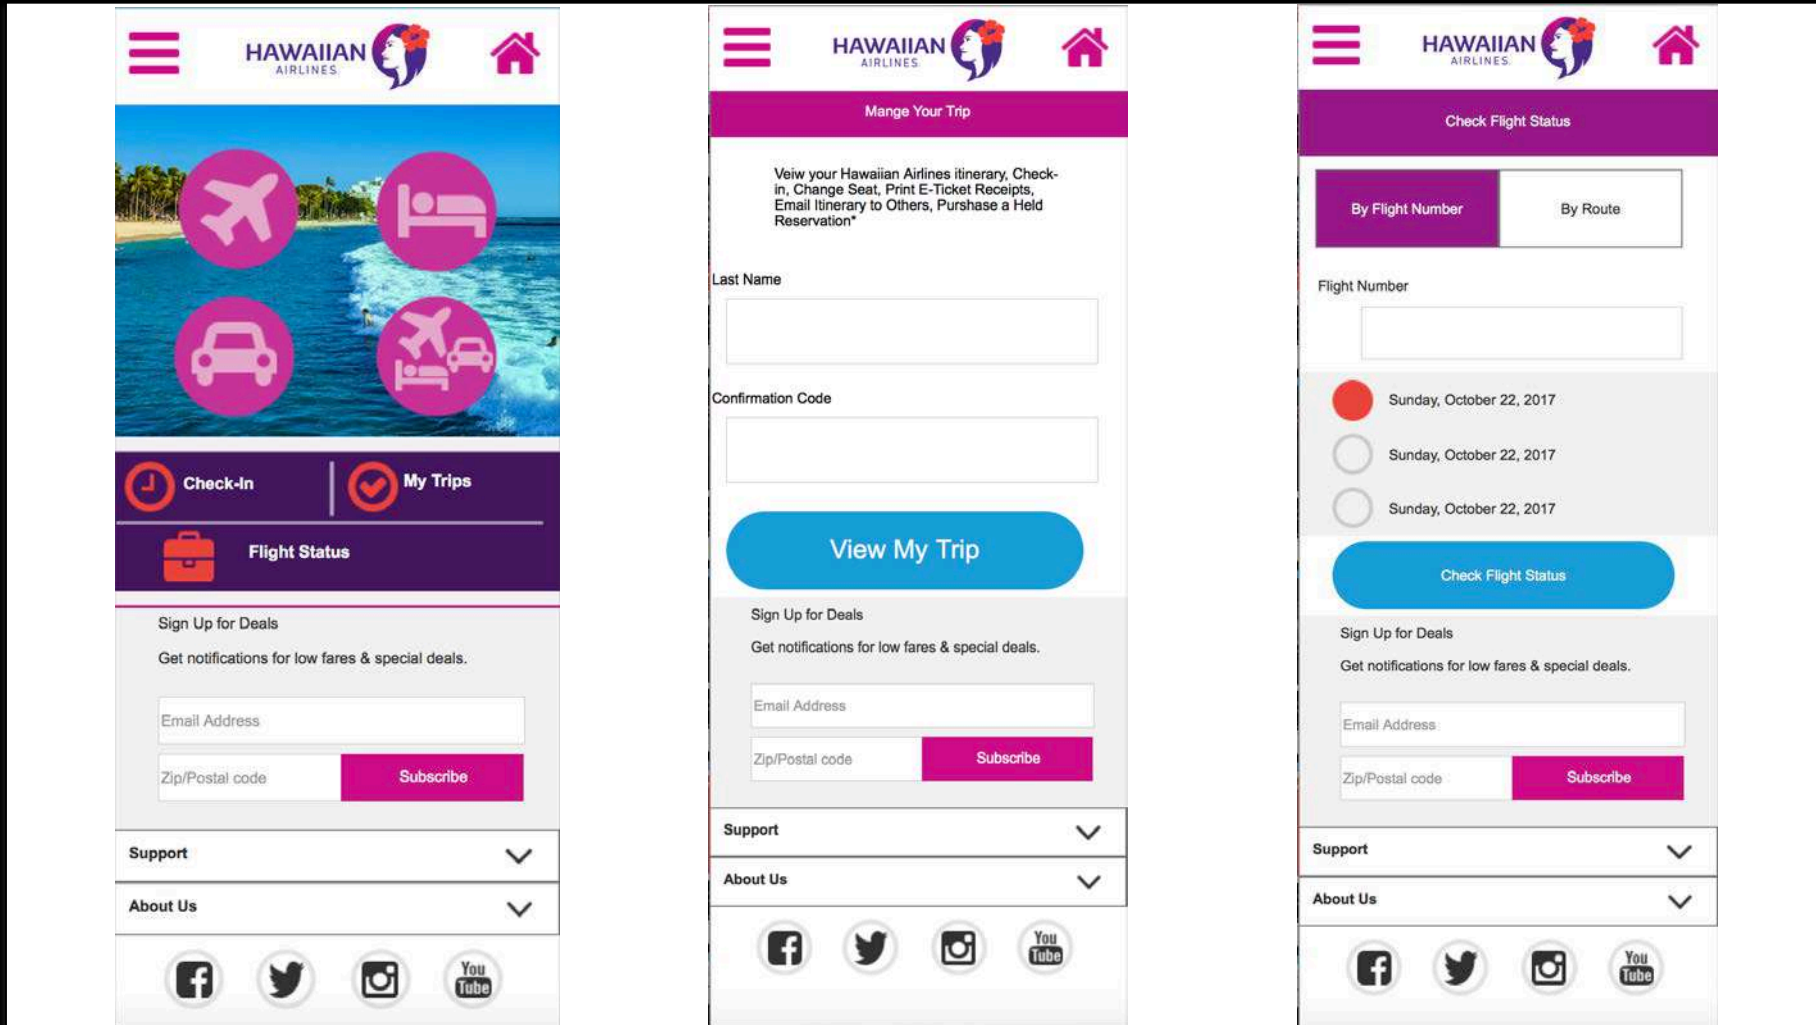 HAWAIIAN
AIRLINES.
Check-In
My Trips
Flight Status
Sign Up for Deals
Get notifications for low fares & special deals.
Email Address
Zip/Postal code
Subscribe
Support
About Us
You
Tube
HAWAIIAN
AIRLINES.
Mange Your Trip
Veiw your Hawaiian Airlines itinerary, Check-
in, Change Seat, Print E-Ticket Receipts,
Email Itinerary to Others, Purshase a Held
Reservation*
Last Name
Confirmation Code
View My Trip
Sign Up for Deals
Get notifications for low fares & special deals.
Email Address
Zip/Postal code
Subscribe
Support
About Us
You
Tube
HAWAIIAN
AIRLINES.
Check Flight Status
By Flight Number
By Route
Flight Number
Sunday, October 22, 2017
Sunday, October 22, 2017
Sunday, October 22, 2017
Check Flight Status
Sign Up for Deals
Get notifications for low fares & special deals.
Email Address
Zip/Postal code
Subscribe
Support
About Us
You
Tube